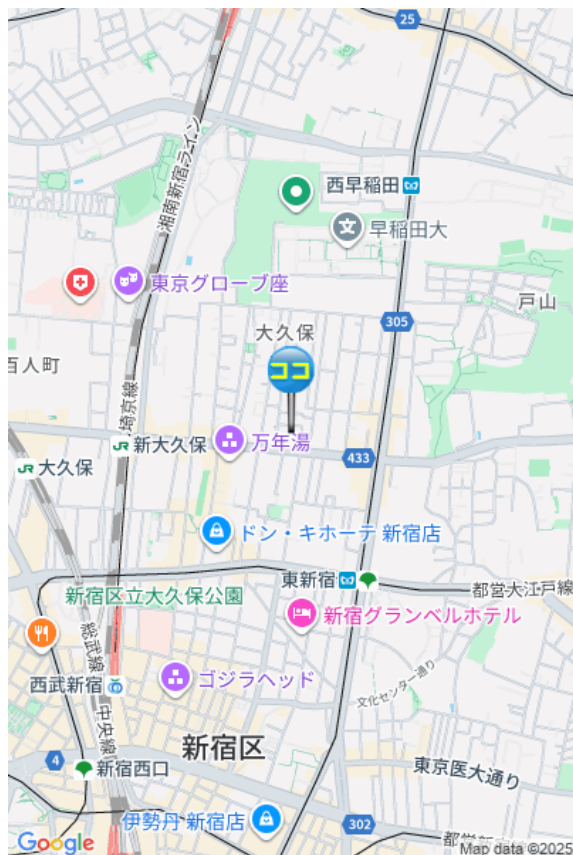 25
湘南新宿ライン
西早稲田
早稲田大
東京グローブ座
戸山
305
大久保
百人町
ココ
埼京線
JR 新大久保
万年湯
433
JR 大久保
ドン・キホーテ 新宿店
東新宿
都営大江戸線
新宿区立大久保公園
新宿グランベルホテル
総武線
西武新宿
ゴジラヘッド
文化センター通り
中央線
新宿区
4
新宿西口
東京医大通り
伊勢丹 新宿店
302
Google
Map data ©2025